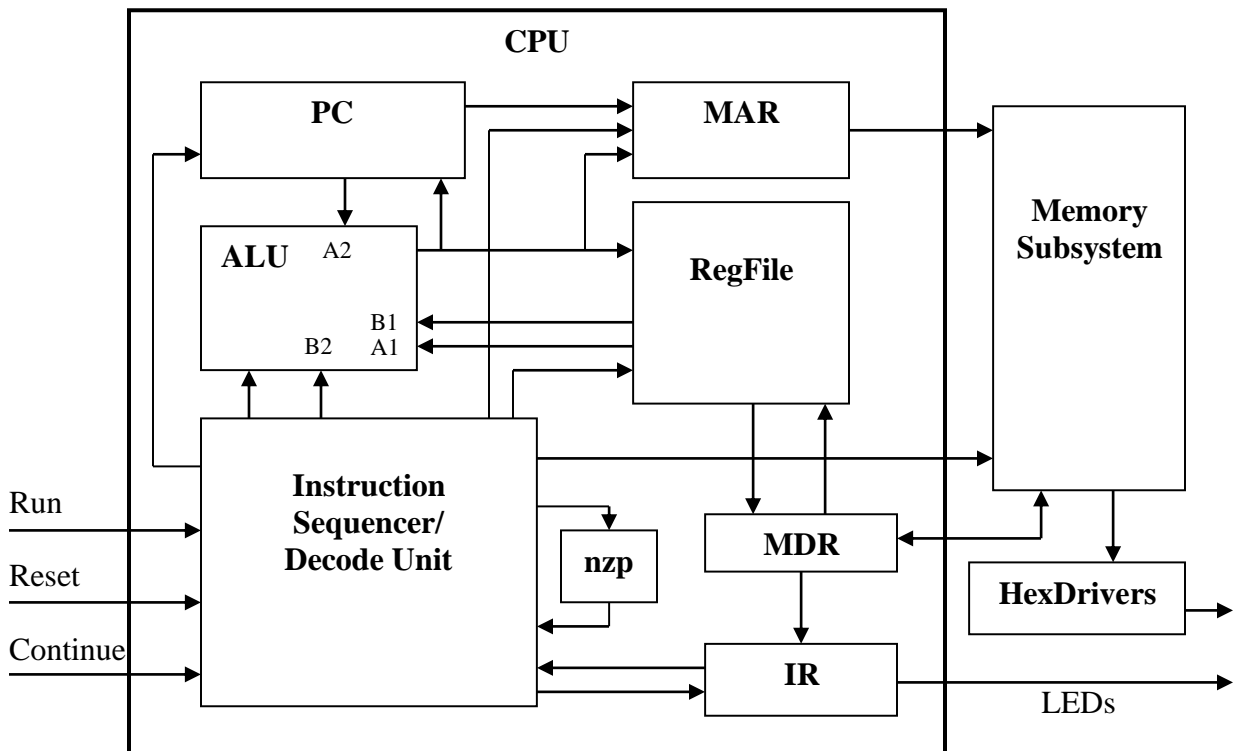 CPU
PC
MAR
Memory
Subsystem
ALU
A2
RegFile
B1
B2
A1
Instruction
Sequencer/
Decode Unit
Run
Reset
Continue
nzp
MDR
HexDrivers
IR
LEDs